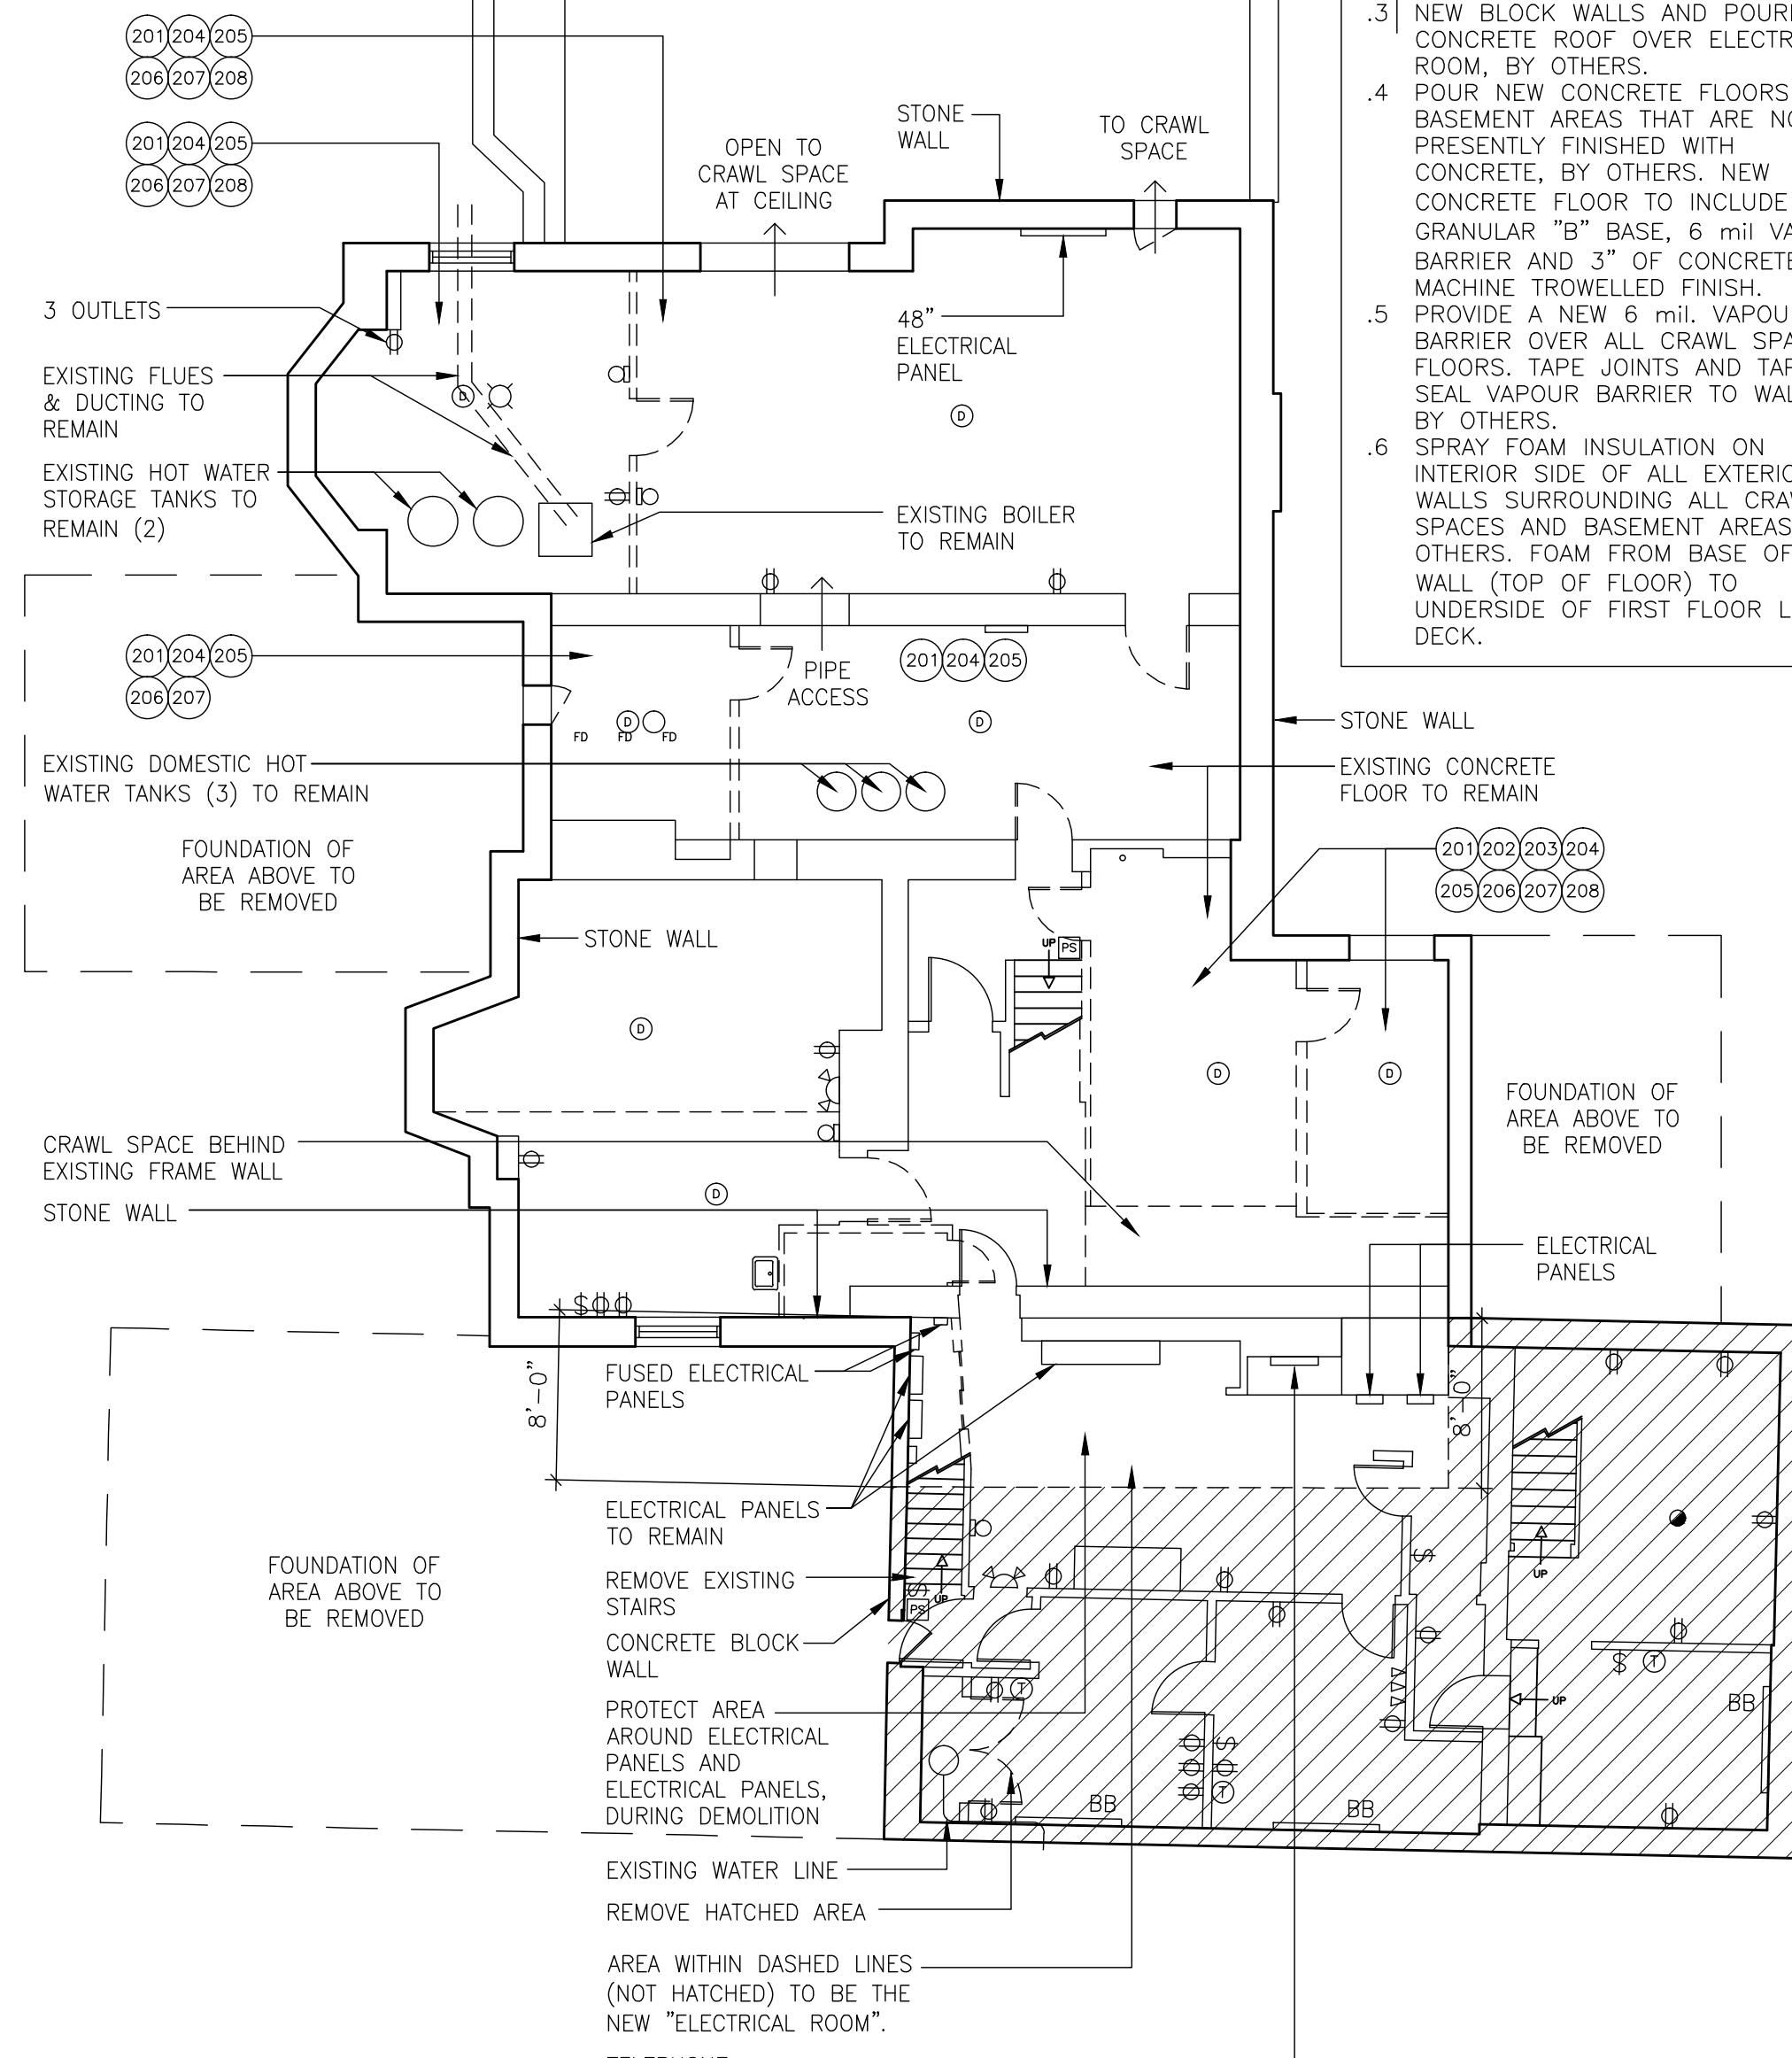 201 204 205
206 207 208
201 204 205
206 207 208
OPEN TO
CRAWL SPACE
AT CEILING
STONE
WALL
TO CRAWL
SPACE
.3 NEW BLOCK WALLS AND
CONCRETE ROOF OVER
ROOM, BY OTHERS.
.4 POUR NEW CONCRETE FLOORS
BASEMENT AREAS THAT ARE
PRESENTLY FINISHED WITH
CONCRETE, BY OTHERS. NEW
CONCRETE FLOOR TO INCLUDE
GRANULAR "B" BASE, 6 mil
BARRIER AND 3" OF CONCRETE
MACHINE TROWELLED FINISH.
.5 PROVIDE A NEW 6 mil.
BARRIER OVER ALL CRAWL
FLOORS. TAPE JOINTS AND
SEAL VAPOUR BARRIER TO
BY OTHERS.
.6 SPRAY FOAM INSULATION ON
INTERIOR SIDE OF ALL
WALLS SURROUNDING ALL
SPACES AND BASEMENT AREAS
OTHERS. FOAM FROM BASE OF
WALL (TOP OF FLOOR) TO
UNDERSIDE OF FIRST FLOOR
DECK.
3 OUTLETS
EXISTING FLUES
& DUCTING TO
REMAIN
EXISTING HOT WATER
STORAGE TANKS TO
REMAIN (2)
48"
ELECTRICAL
PANEL
D
D
EXISTING BOILER
TO REMAIN
201 204 205
206 207
PIPE
ACCESS
201 204 205
D
D
FD FD FD
STONE WALL
EXISTING DOMESTIC HOT
WATER TANKS (3) TO REMAIN
EXISTING CONCRETE
FLOOR TO REMAIN
FOUNDATION OF
AREA ABOVE TO
BE REMOVED
201 202 203 204
205 206 207 208
STONE WALL
UP
PS
D
D
D
FOUNDATION OF
AREA ABOVE TO
BE REMOVED
CRAWL SPACE BEHIND
EXISTING FRAME WALL
D
STONE WALL
ELECTRICAL
PANELS
$
8'-0"
8'-0"
FUSED ELECTRICAL
PANELS
ELECTRICAL PANELS
TO REMAIN
FOUNDATION OF
AREA ABOVE TO
BE REMOVED
REMOVE EXISTING
STAIRS
$
UP
PS
$
UP
CONCRETE BLOCK
WALL
$ T
T
UP
BB
PROTECT AREA
AROUND ELECTRICAL
PANELS AND
ELECTRICAL PANELS,
DURING DEMOLITION
$
T
BB
BB
EXISTING WATER LINE
REMOVE HATCHED AREA
AREA WITHIN DASHED LINES
(NOT HATCHED) TO BE THE
NEW "ELECTRICAL ROOM".